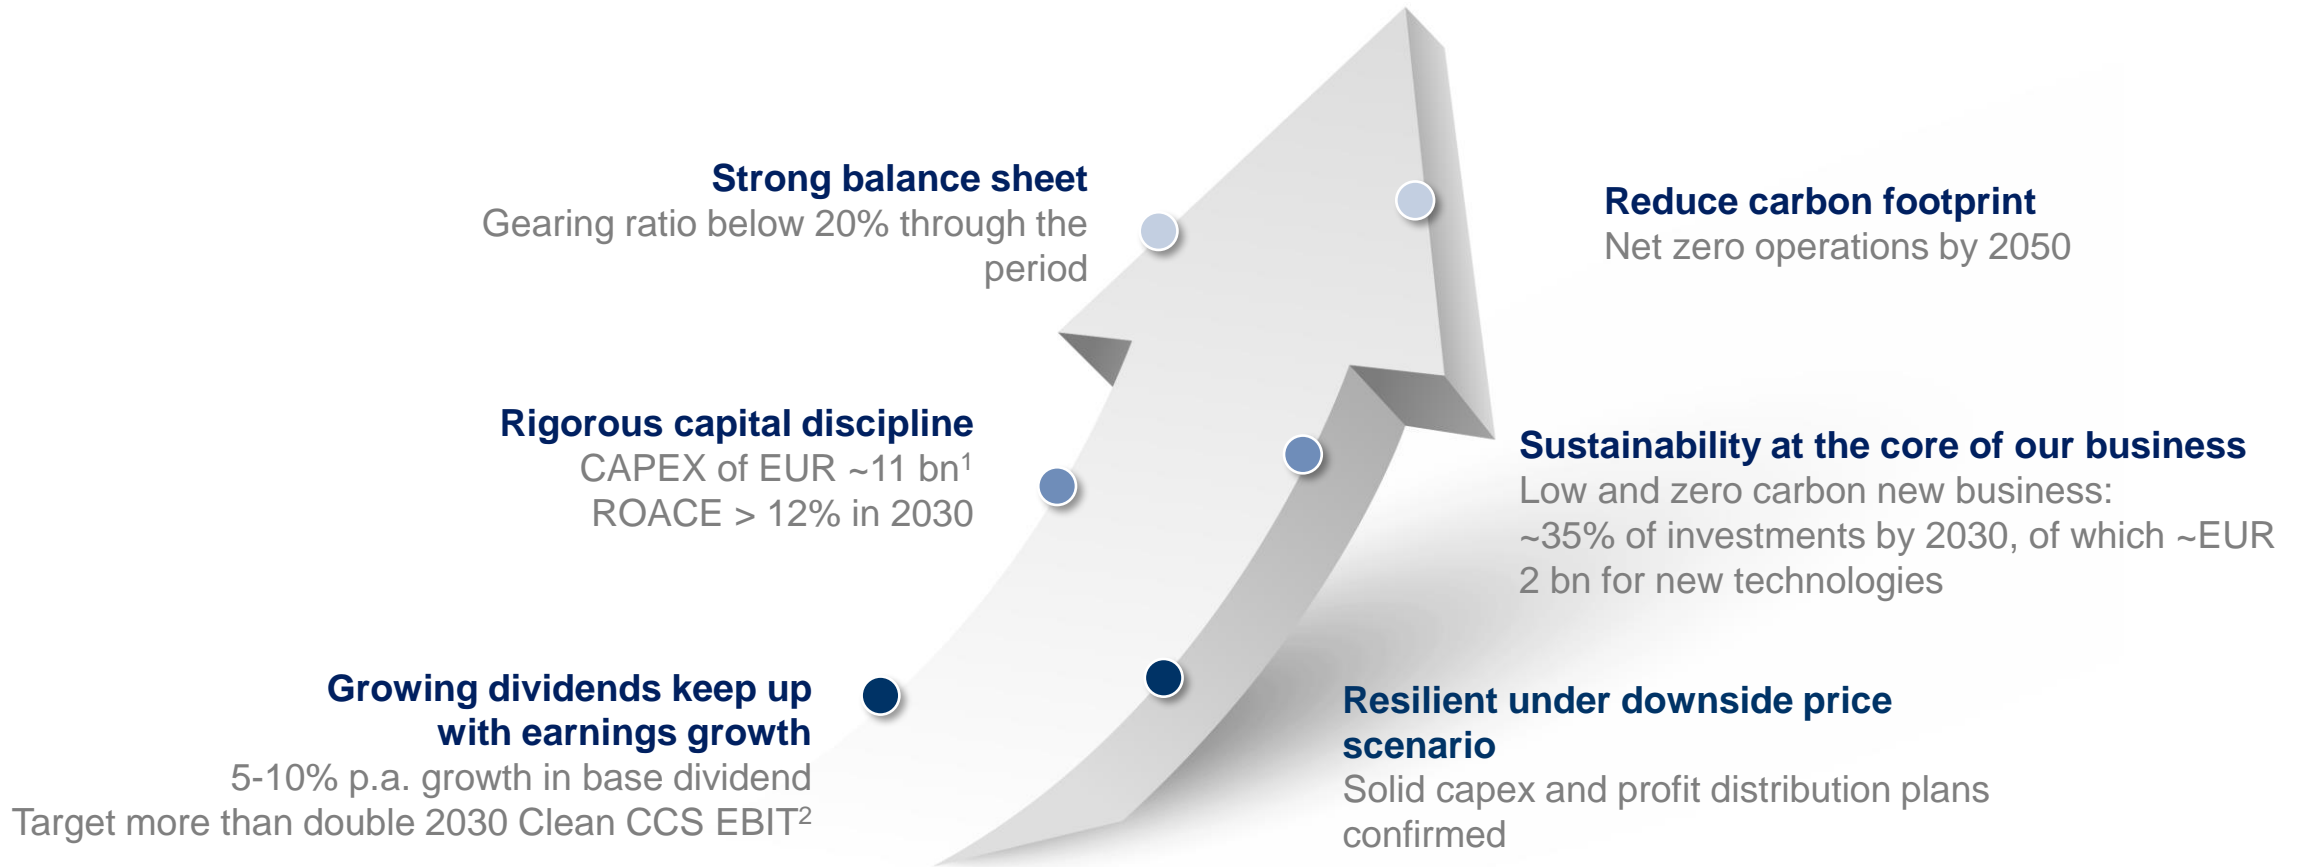 Strong balance sheet
Gearing ratio below 20% through the
period
Reduce carbon footprint
Net zero operations by 2050
Rigorous capital discipline
CAPEX of EUR ~11 bn¹
ROACE > 12% in 2030
Sustainability at the core of our business
Low and zero carbon new business:
~35% of investments by 2030, of which ~EUR
2 bn for new technologies
Growing dividends keep up
with earnings growth
5-10% p.a. growth in base dividend
Target more than double 2030 Clean CCS EBIT²
Resilient under downside price
scenario
Solid capex and profit distribution plans
confirmed